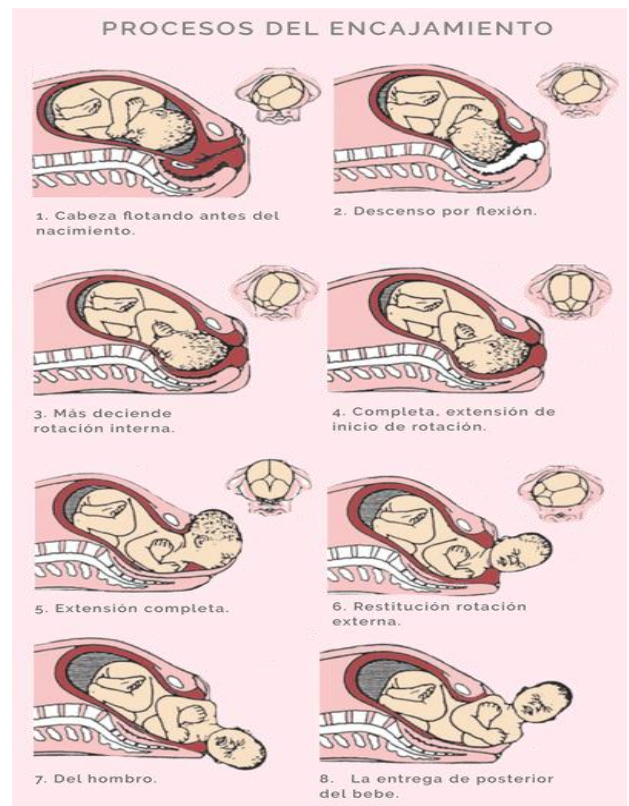 PROCESOS DEL ENCAJAMIENTO
1. Cabeza flotando antes del
nacimiento.
2. Descenso por flexión.
3. Más deciende
rotación interna.
4. Completa, extensión de
inicio de rotación.
5. Extensión completa.
6. Restitución rotación
externa.
7. Del hombro.
8. La entrega de posterior
del bebe.